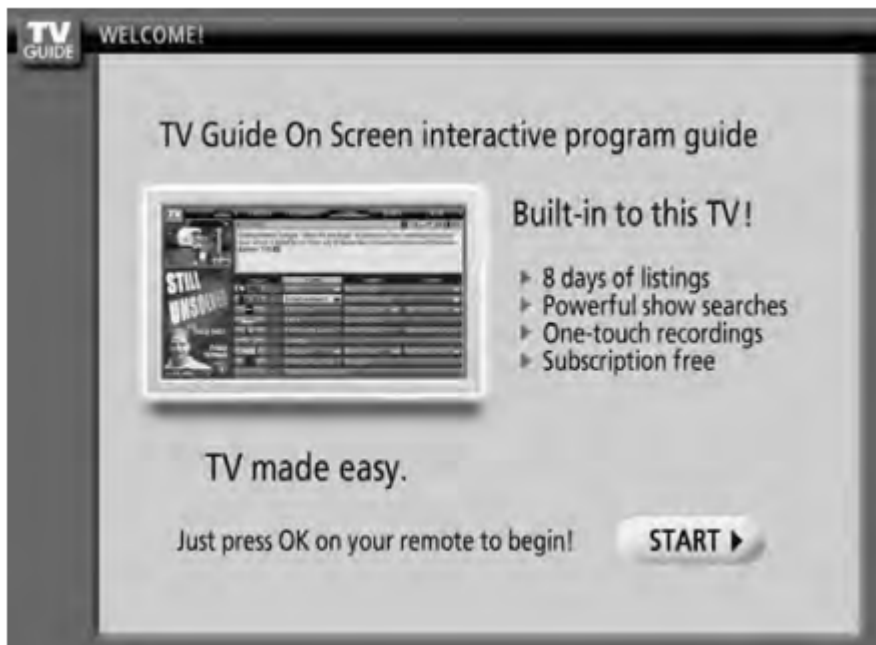 TV
GUIDE
WELCOME!
TV Guide On Screen interactive program guide
STILL
UNSOLVED
Built-in to this TV!
8 days of listings
Powerful show searches
One-touch recordings
Subscription free
TV made easy.
Just press OK on your remote to begin!
START